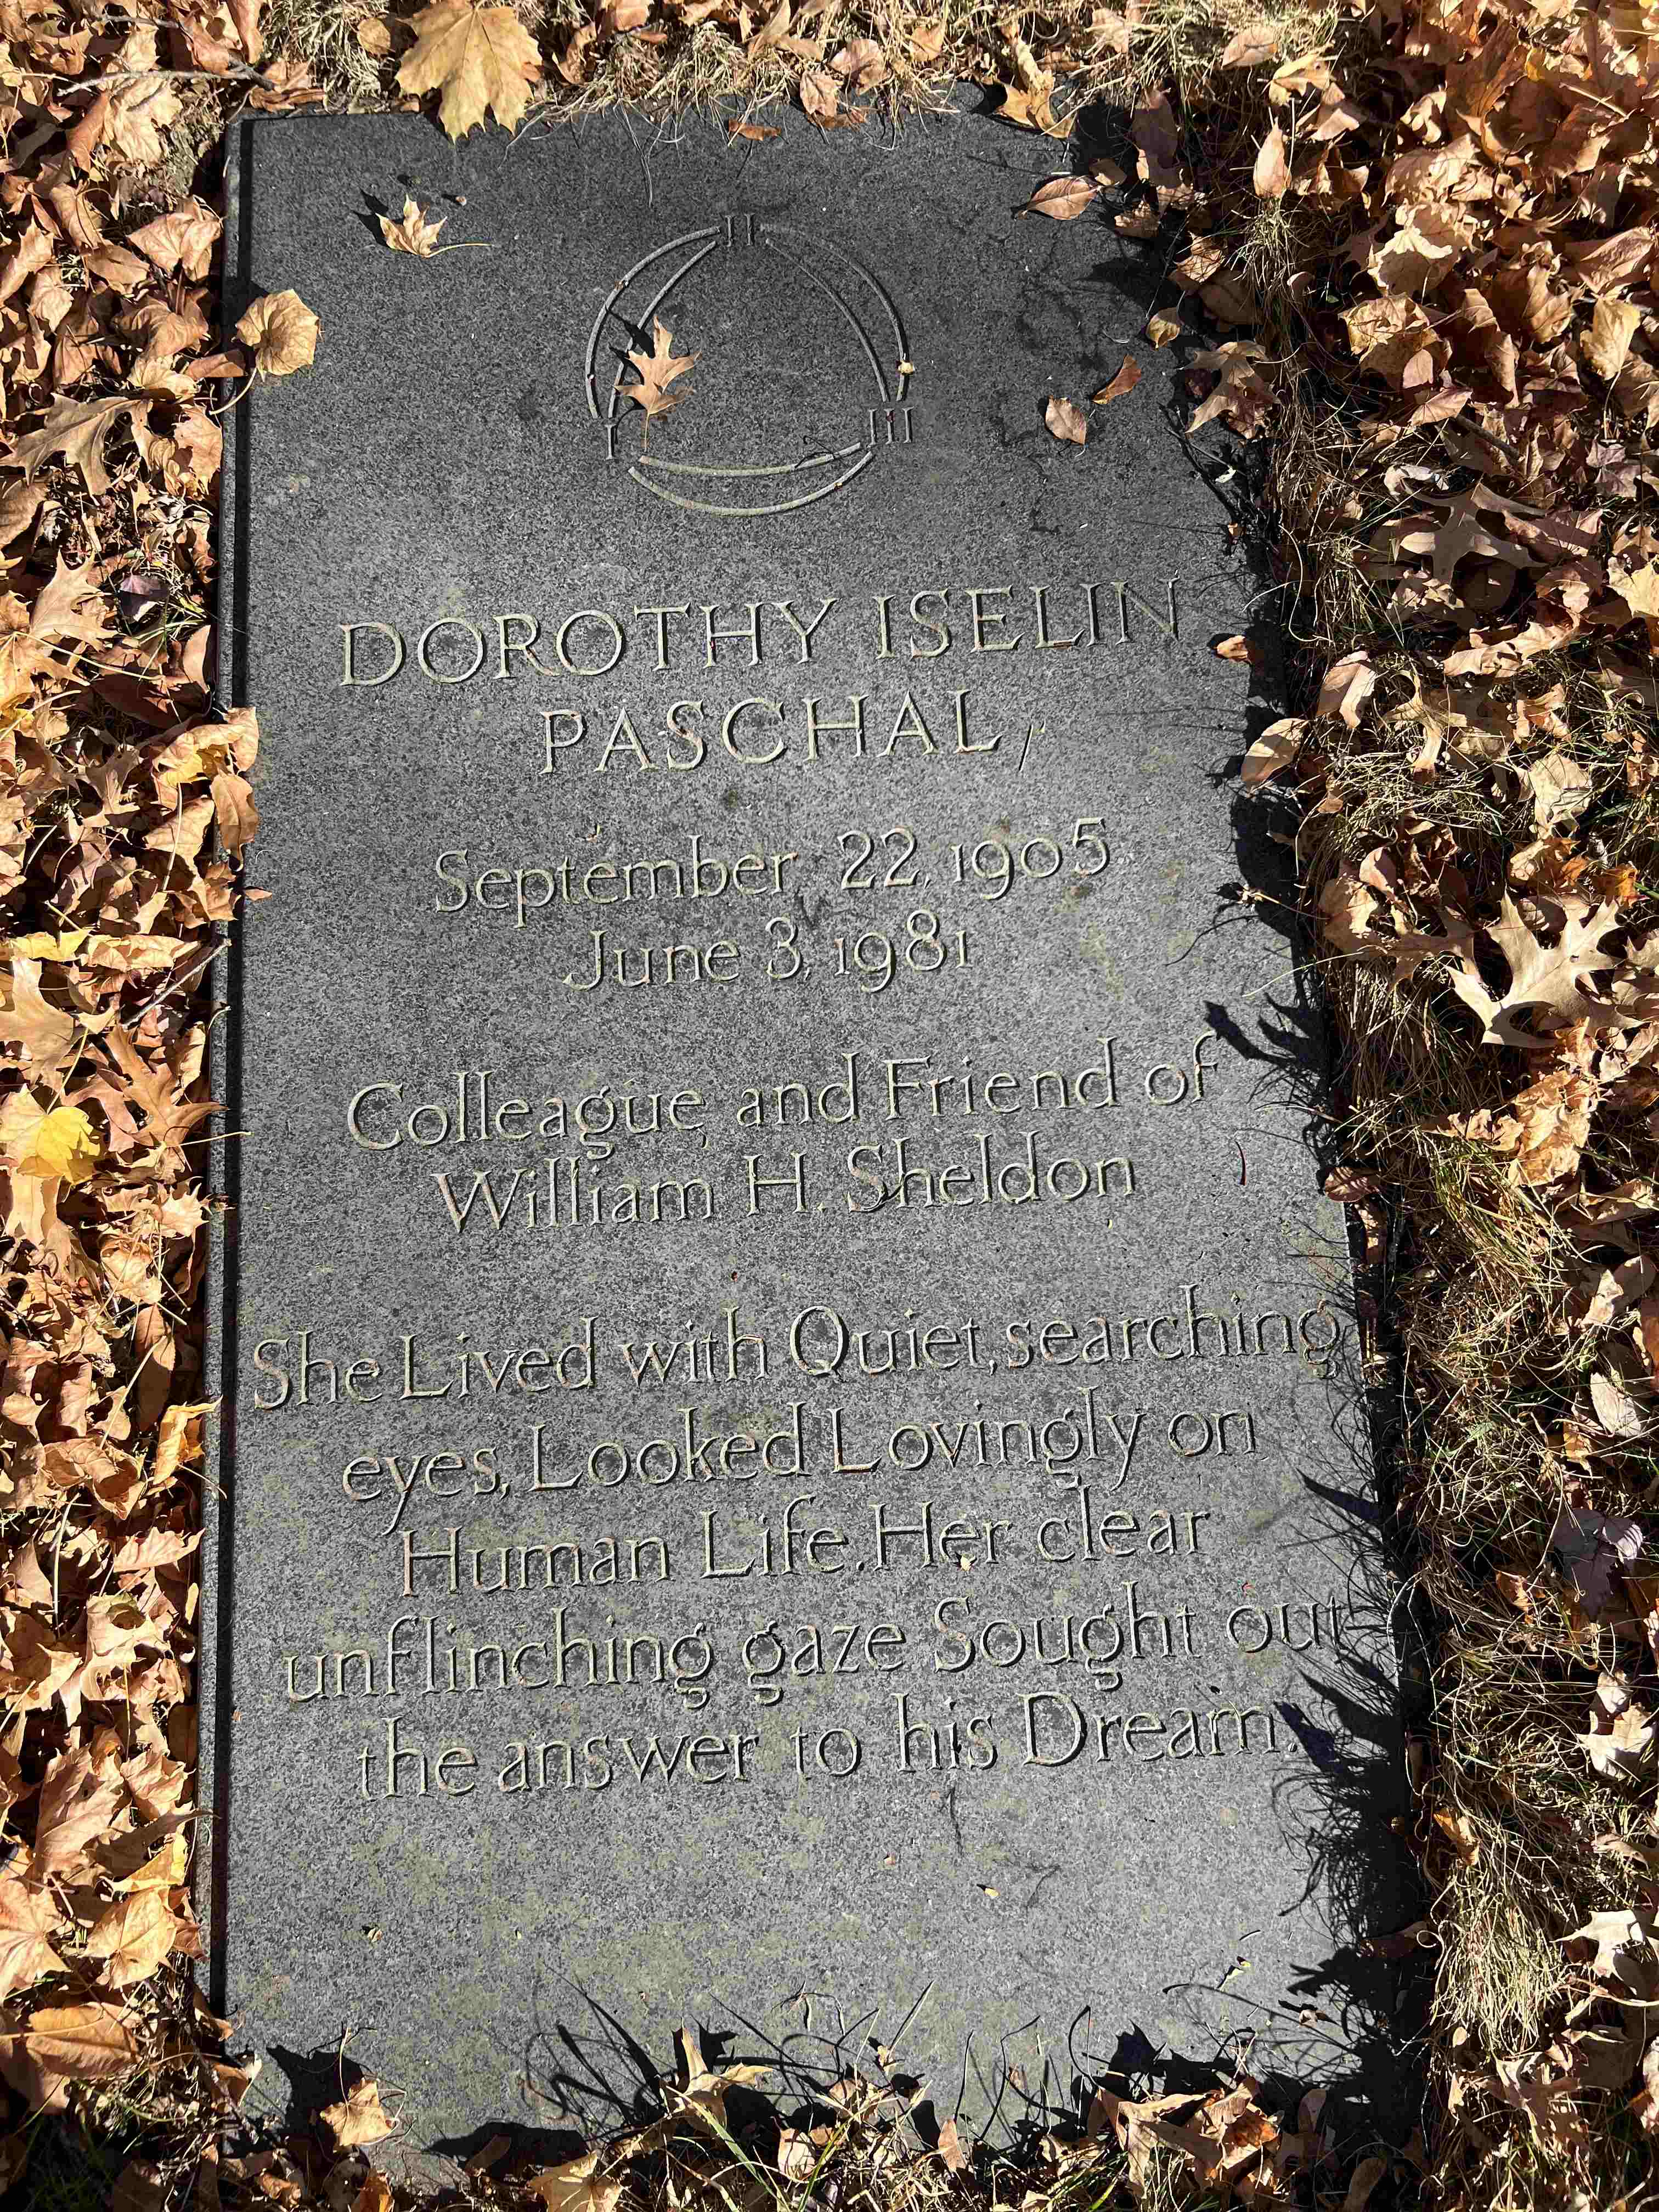 II
I
III
DOROTHY ISELIN
PASCHAL
September 22, 1905
June 3, 1981
Colleague and Friend of
William H. Sheldon
She Lived with Quiet, searching
eyes, Looked Lovingly on
Human Life. Her clear
unflinching gaze Sought out
the answer to his Dream.